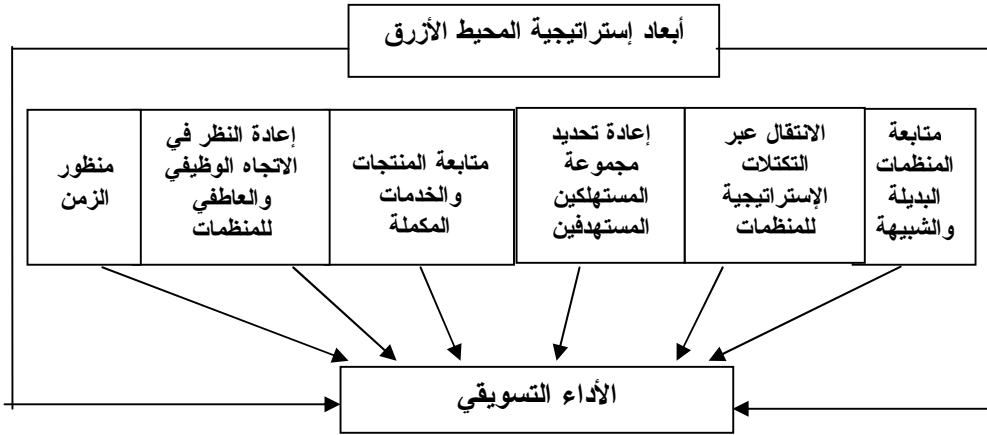 أبعاد إستراتيجية المحيط الأزرق
متابعة
المنظمات
البديلة
والشبيهة
الانتقال عبر
التكتلات
الإستراتيجية
للمنظمات
إعادة تحديد
مجموعة
المستهلكين
المستهدفين
متابعة المنتجات
والخدمات
المكملة
إعادة النظر في
الاتجاه الوظيفي
والعاطفي
للمنظمات
منظور
الزمن
الأداء التسويقي